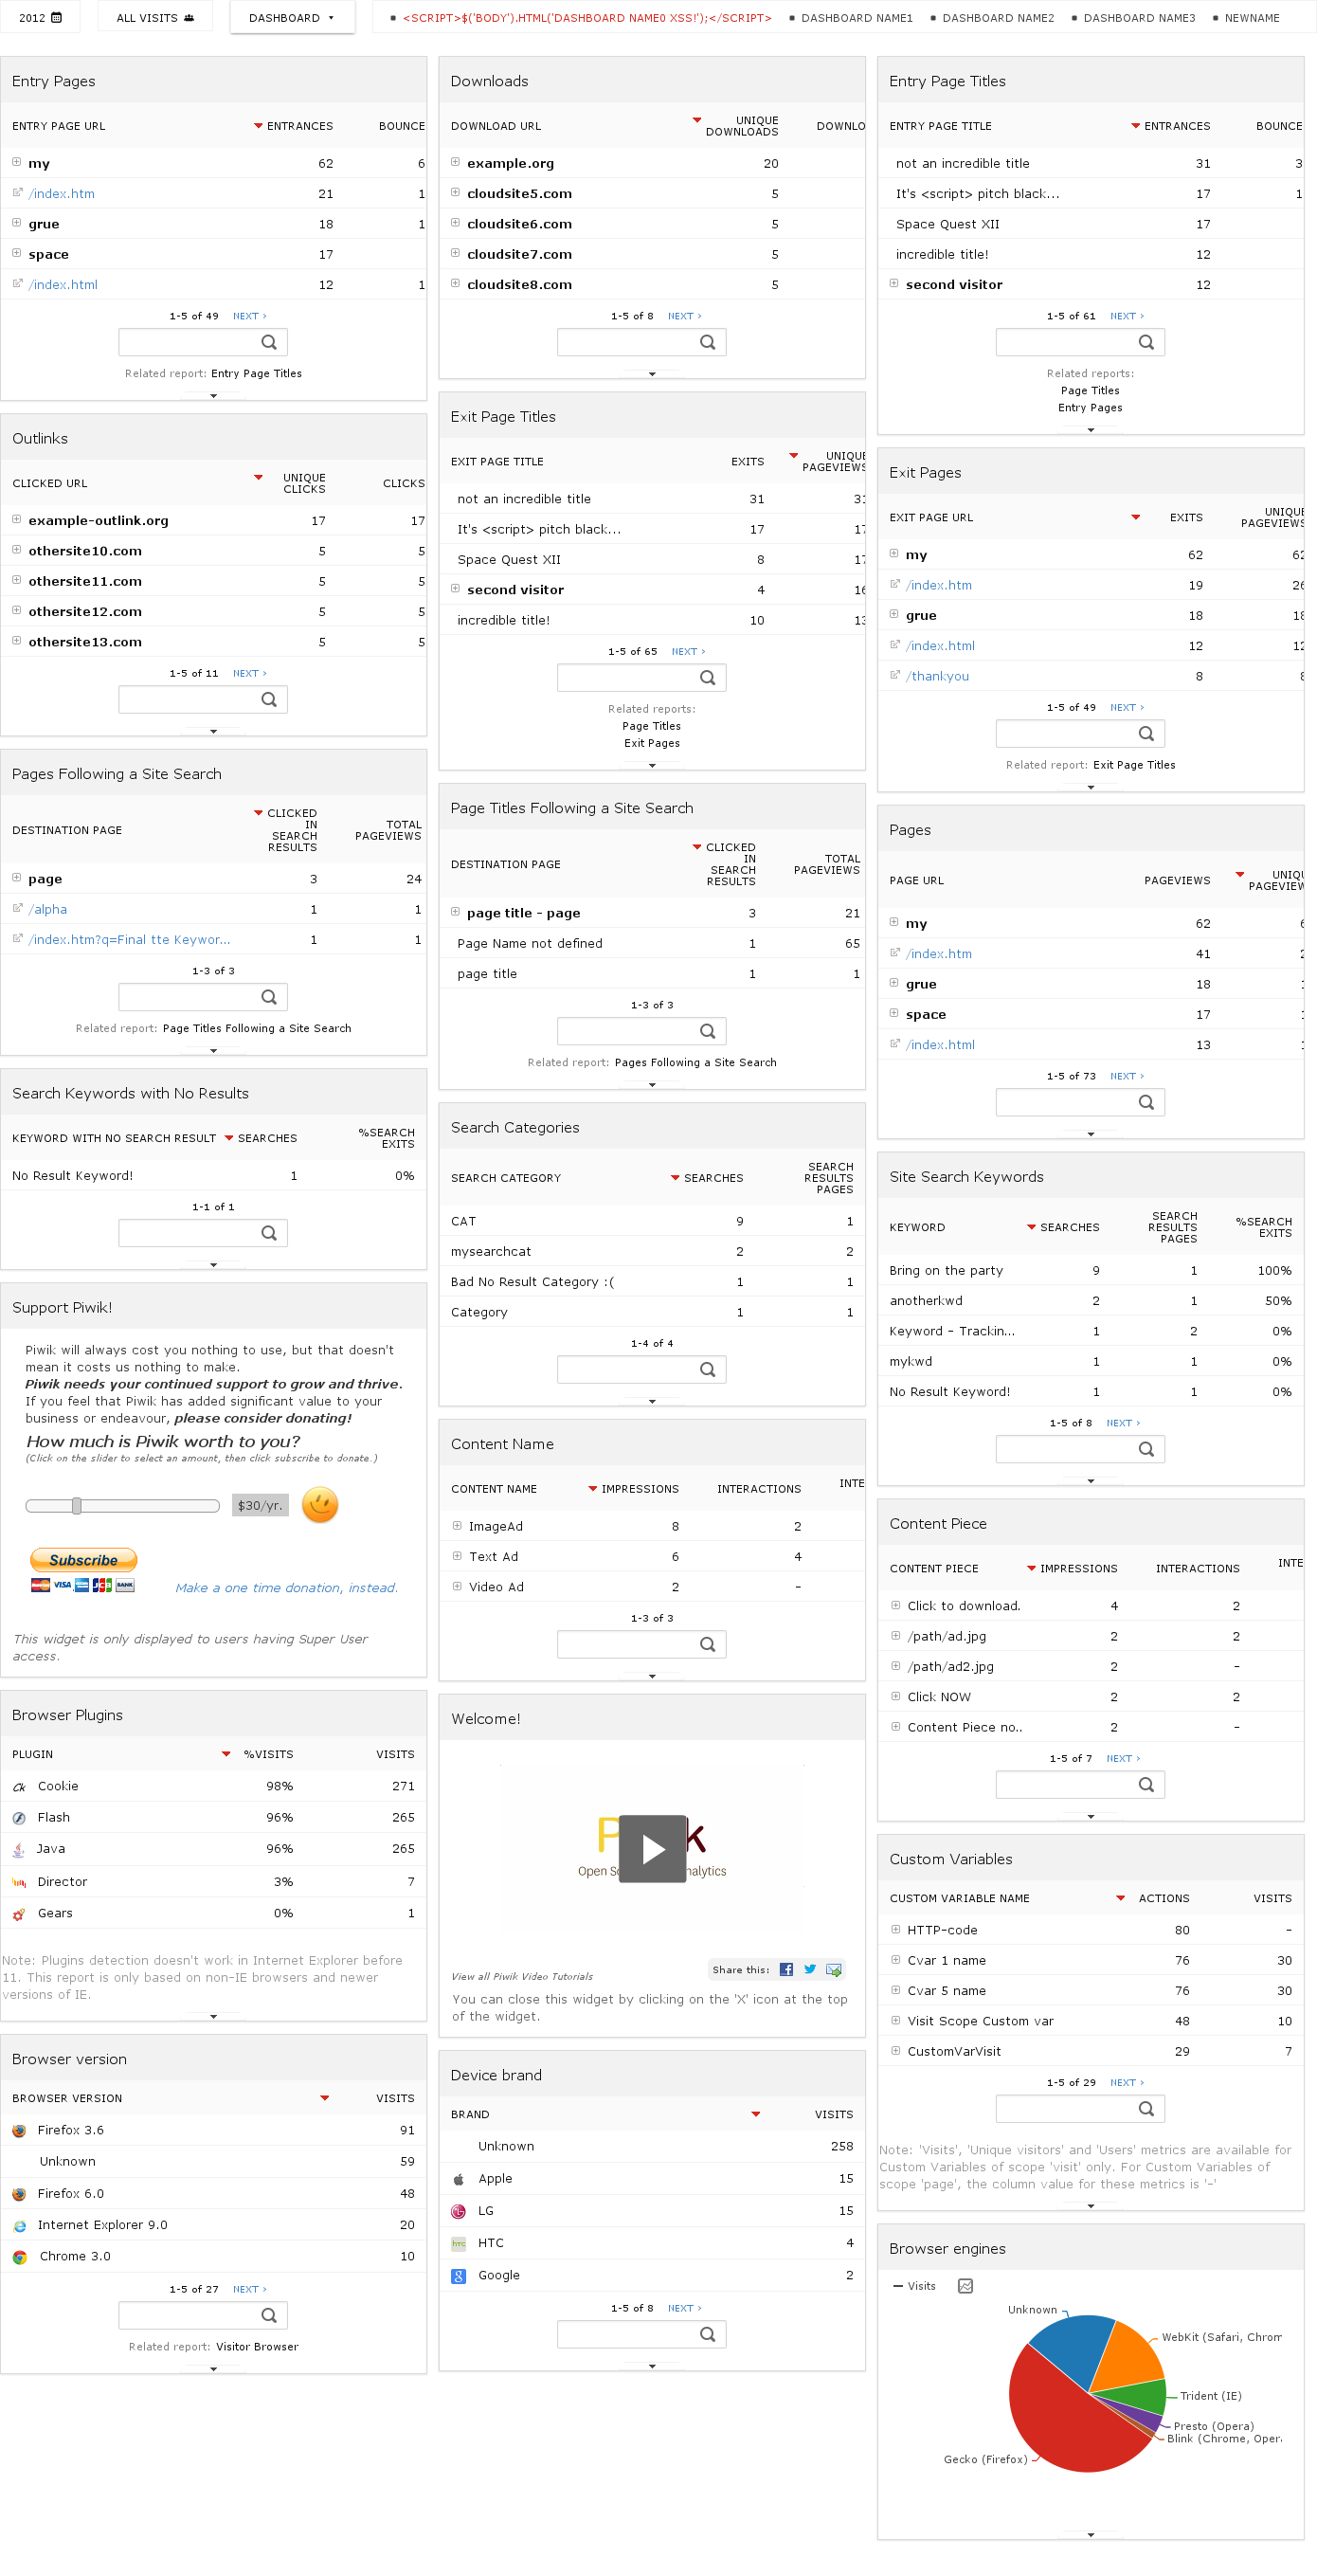 2012
ALL VISITS
DASHBOARD
<SCRIPT>$('BODY').HTML('DASHBOARD NAME0 XSS!');</SCRIPT>
DASHBOARD NAME1
DASHBOARD NAME2
DASHBOARD NAME3
NEWNAME
Entry Pages
ENTRY PAGE URL ENTRANCES BOUNCE
my 62 6
/index.htm 21 1
grue 18 1
space 17
/index.html 12 1
1-5 of 49 NEXT ›
Related report: Entry Page Titles
Outlinks
CLICKED URL UNIQUE CLICKS CLICKS
example-outlink.org 17 17
othersite10.com 5 5
othersite11.com 5 5
othersite12.com 5 5
othersite13.com 5 5
1-5 of 11 NEXT ›
Pages Following a Site Search
DESTINATION PAGE CLICKED IN SEARCH RESULTS TOTAL PAGEVIEWS
page 3 24
/alpha 1 1
/index.htm?q=Final tte Keywor... 1 1
1-3 of 3
Related report: Page Titles Following a Site Search
Search Keywords with No Results
KEYWORD WITH NO SEARCH RESULT SEARCHES %SEARCH EXITS
No Result Keyword! 1 0%
1-1 of 1
Support Piwik!
Piwik will always cost you nothing to use, but that doesn't
mean it costs us nothing to make.
Piwik needs your continued support to grow and thrive.
If you feel that Piwik has added significant value to your
business or endeavour, please consider donating!
How much is Piwik worth to you?
(Click on the slider to select an amount, then click subscribe to donate.)
$30/yr.
Subscribe
VISA BANK
Make a one time donation, instead.
This widget is only displayed to users having Super User
access.
Browser Plugins
PLUGIN %VISITS VISITS
Cookie 98% 271
Flash 96% 265
Java 96% 265
Director 3% 7
Gears 0% 1
Note: Plugins detection doesn't work in Internet Explorer before
11. This report is only based on non-IE browsers and newer
versions of IE.
Browser version
BROWSER VERSION VISITS
Firefox 3.6 91
Unknown 59
Firefox 6.0 48
Internet Explorer 9.0 20
Chrome 3.0 10
1-5 of 27 NEXT ›
Related report: Visitor Browser
Downloads
DOWNLOAD URL UNIQUE DOWNLOADS DOWNLO
example.org 20
cloudsite5.com 5
cloudsite6.com 5
cloudsite7.com 5
cloudsite8.com 5
1-5 of 8 NEXT ›
Exit Page Titles
EXIT PAGE TITLE EXITS UNIQUE PAGEVIEWS
not an incredible title 31 31
It's <script> pitch black... 17 17
Space Quest XII 8 17
second visitor 4 16
incredible title! 10 13
1-5 of 65 NEXT ›
Related reports:
Page Titles
Exit Pages
Page Titles Following a Site Search
DESTINATION PAGE CLICKED IN SEARCH RESULTS TOTAL PAGEVIEWS
page title - page 3 21
Page Name not defined 1 65
page title 1 1
1-3 of 3
Related report: Pages Following a Site Search
Search Categories
SEARCH CATEGORY SEARCHES SEARCH RESULTS PAGES
CAT 9 1
mysearchcat 2 2
Bad No Result Category :( 1 1
Category 1 1
1-4 of 4
Content Name
CONTENT NAME IMPRESSIONS INTERACTIONS INTE
ImageAd 8 2
Text Ad 6 4
Video Ad 2 -
1-3 of 3
Welcome!
P k
Open So nalytics
View all Piwik Video Tutorials
Share this:
You can close this widget by clicking on the 'X' icon at the top
of the widget.
Device brand
BRAND VISITS
Unknown 258
Apple 15
LG 15
HTC 4
Google 2
1-5 of 8 NEXT ›
Entry Page Titles
ENTRY PAGE TITLE ENTRANCES BOUNCE
not an incredible title 31 3
It's <script> pitch black... 17 1
Space Quest XII 17
incredible title! 12
second visitor 12
1-5 of 61 NEXT ›
Related reports:
Page Titles
Entry Pages
Exit Pages
EXIT PAGE URL EXITS UNIQUE PAGEVIEWS
my 62 62
/index.htm 19 26
grue 18 18
/index.html 12 12
/thankyou 8 8
1-5 of 49 NEXT ›
Related report: Exit Page Titles
Pages
PAGE URL PAGEVIEWS UNIQU PAGEVIEW
my 62 6
/index.htm 41 2
grue 18 1
space 17 1
/index.html 13 1
1-5 of 73 NEXT ›
Site Search Keywords
KEYWORD SEARCHES SEARCH RESULTS PAGES %SEARCH EXITS
Bring on the party 9 1 100%
anotherkwd 2 1 50%
Keyword - Trackin... 1 2 0%
mykwd 1 1 0%
No Result Keyword! 1 1 0%
1-5 of 8 NEXT ›
Content Piece
CONTENT PIECE IMPRESSIONS INTERACTIONS INTE
Click to download. 4 2
/path/ad.jpg 2 2
/path/ad2.jpg 2 -
Click NOW 2 2
Content Piece no.. 2 -
1-5 of 7 NEXT ›
Custom Variables
CUSTOM VARIABLE NAME ACTIONS VISITS
HTTP-code 80 -
Cvar 1 name 76 30
Cvar 5 name 76 30
Visit Scope Custom var 48 10
CustomVarVisit 29 7
1-5 of 29 NEXT ›
Note: 'Visits', 'Unique visitors' and 'Users' metrics are available for
Custom Variables of scope 'visit' only. For Custom Variables of
scope 'page', the column value for these metrics is '-'
Browser engines
Visits
Unknown
WebKit (Safari, Chrom
Trident (IE)
Presto (Opera)
Blink (Chrome, Oper
Gecko (Firefox)